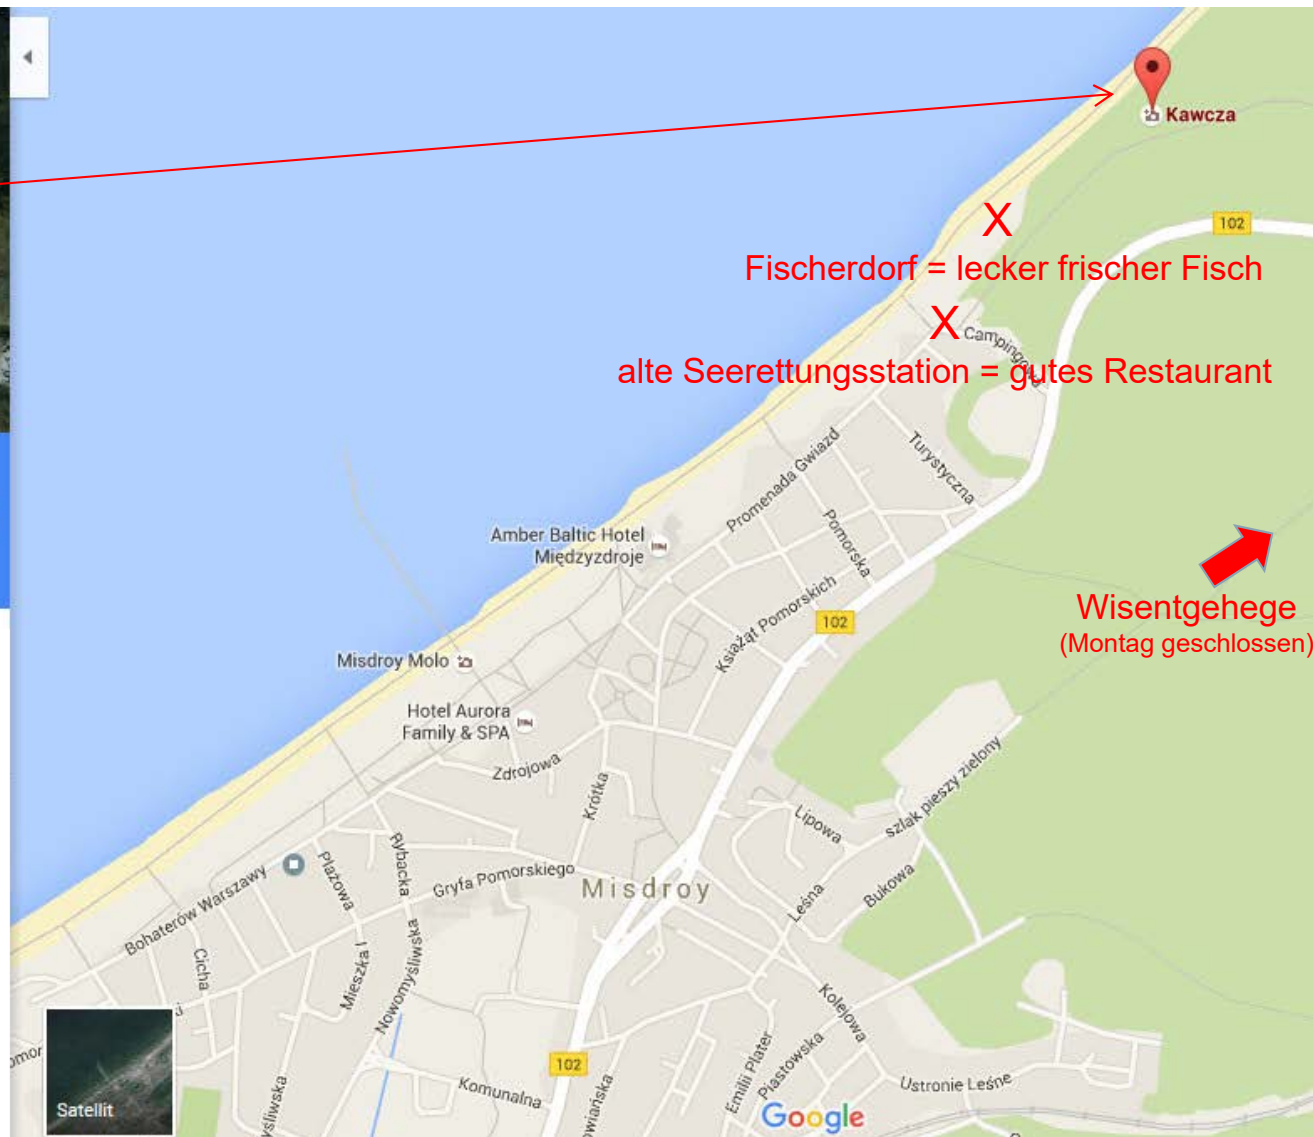 Kawcza
102
X
Fischerdorf = lecker frischer Fisch
X
Campingowa
alte Seerettungsstation = gutes Restaurant
Promenada Gwiazd
Turystyczna
Pomorska
Amber Baltic Hotel
Międzyzdroje
Książąt Pomorskich
102
Wisentgehege
(Montag geschlossen)
Misdroy Molo
Hotel Aurora
Family & SPA
Zdrojowa
Krótka
szlak pieszy zielony
Lipowa
Rybacka
Płażowa
Gryfa Pomorskiego
Misdroy
Leśna
Bukowa
Bohaterów Warszawy
Cicha
Mieszka I
Nowomyśliwska
Kolejowa
102
Emilii Plater
Piastowska
Komunalna
Ustronie Leśne
Satellit
Google